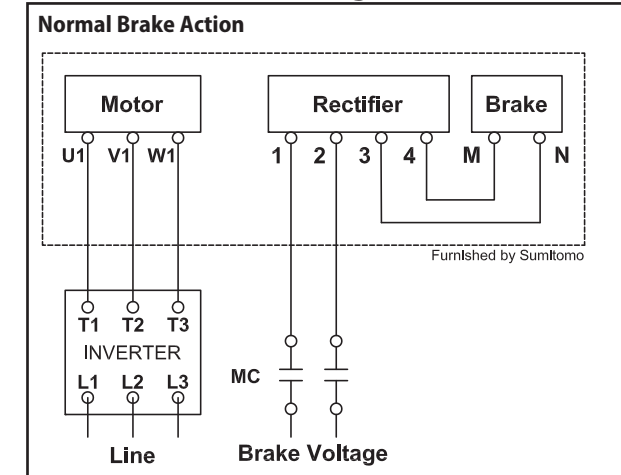 Normal Brake Action
Motor Rectifier Brake
U1 V1 W1 1 2 3 4 M N
Furnished by Sumitomo
T1 T2 T3
INVERTER
MC
L1 L2 L3
Line Brake Voltage